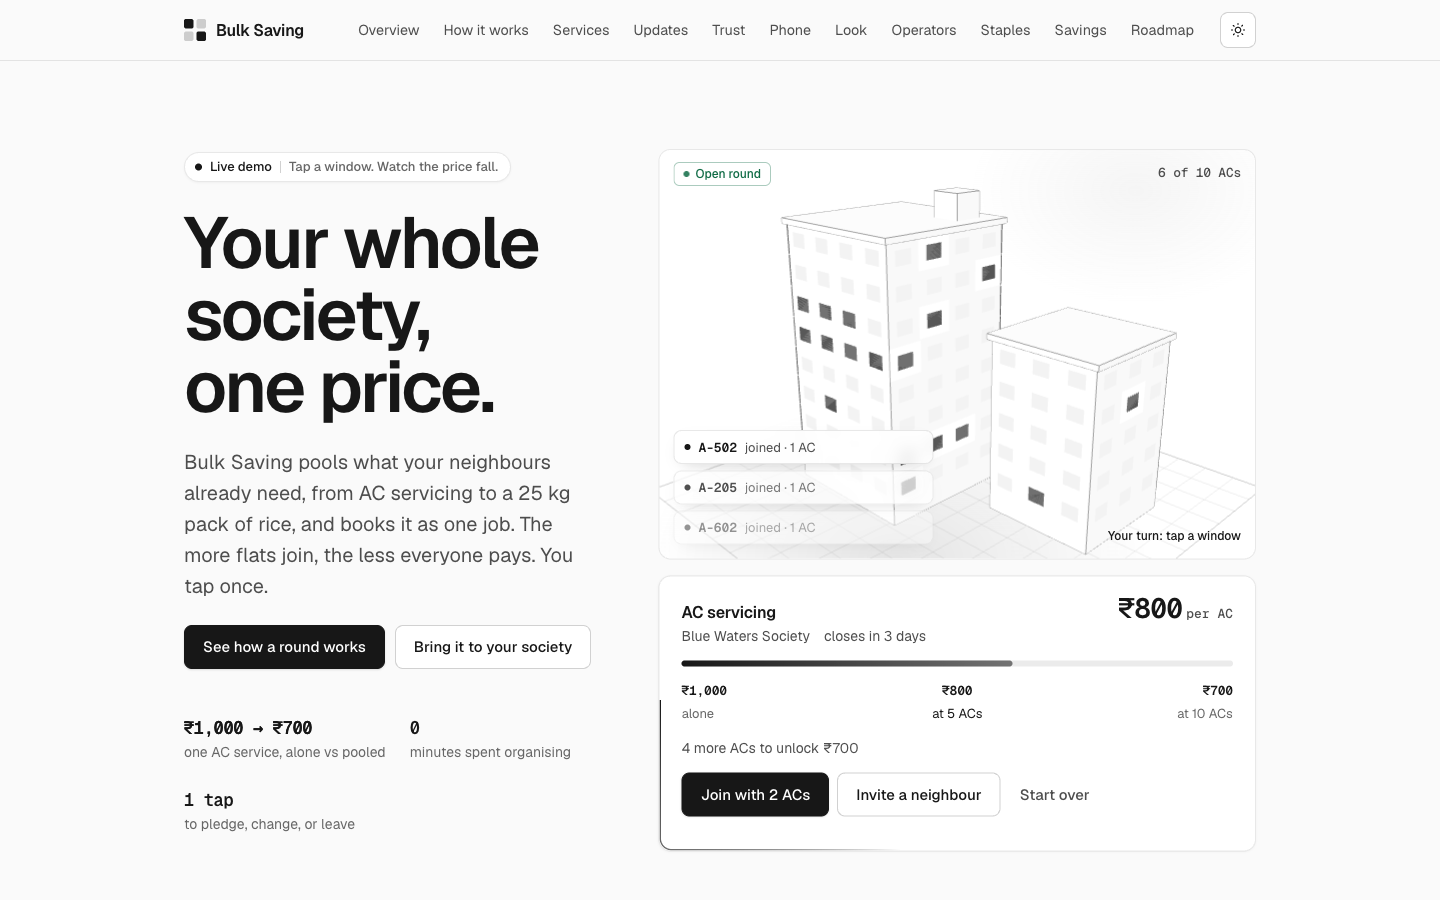 Bulk Saving
Overview
How it works
Services
Updates
Trust
Phone
Look
Operators
Staples
Savings
Roadmap
Live demo
Tap a window. Watch the price fall.
Your whole
society,
one price.
Bulk Saving pools what your neighbours
already need, from AC servicing to a 25 kg
pack of rice, and books it as one job. The
more flats join, the less everyone pays. You
tap once.
See how a round works
Bring it to your society
₹1,000 → ₹700
one AC service, alone vs pooled
0
minutes spent organising
1 tap
to pledge, change, or leave
Open round
6 of 10 ACs
A-502 joined · 1 AC
A-205 joined · 1 AC
A-602 joined · 1 AC
Your turn: tap a window
AC servicing
₹800 per AC
Blue Waters Society closes in 3 days
₹1,000
alone
₹800
at 5 ACs
₹700
at 10 ACs
4 more ACs to unlock ₹700
Join with 2 ACs
Invite a neighbour
Start over